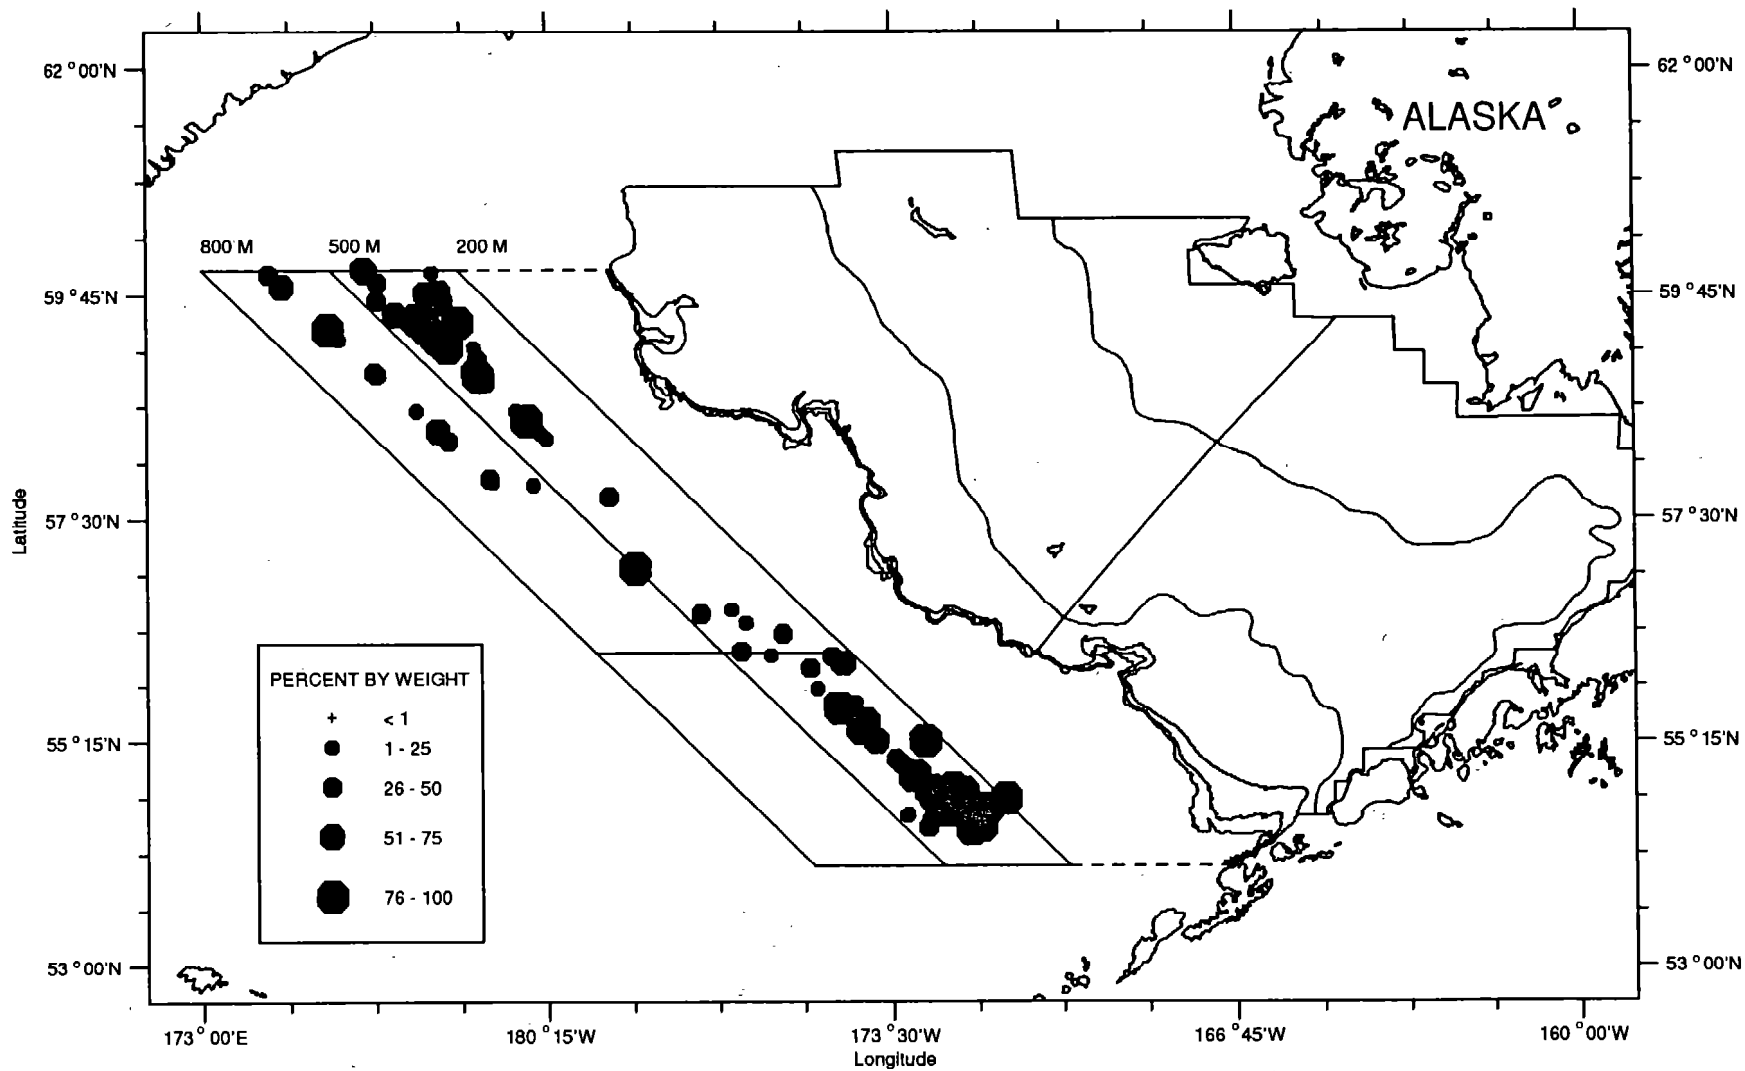 62 °00'N
62 °00'N
ALASKA
800 M
500 M
200 M
59 °45'N
59 °45'N
57 °30'N
57 °30'N
Latitude
PERCENT BY WEIGHT
+ < 1
1 - 25
26 - 50
51 - 75
76 - 100
55 °15'N
55 °15'N
53 °00'N
53 °00'N
173 °00'E
180 °15'W
173 °30'W
166 °45'W
160 °00'W
Longitude